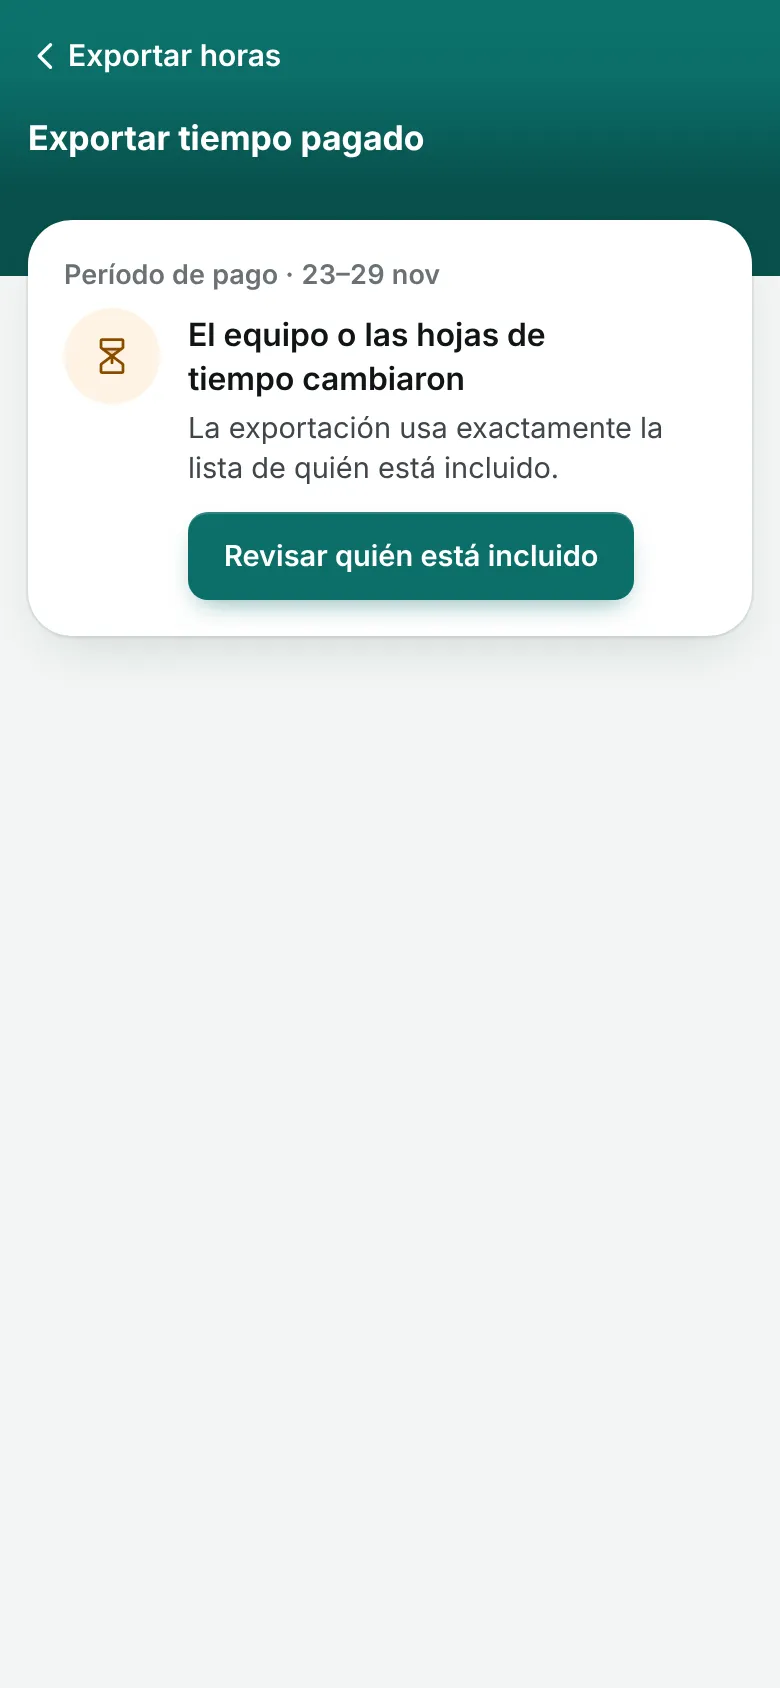 Exportar horas
Exportar tiempo pagado
Período de pago · 23–29 nov
El equipo o las hojas de
tiempo cambiaron
La exportación usa exactamente la
lista de quién está incluido.
Revisar quién está incluido